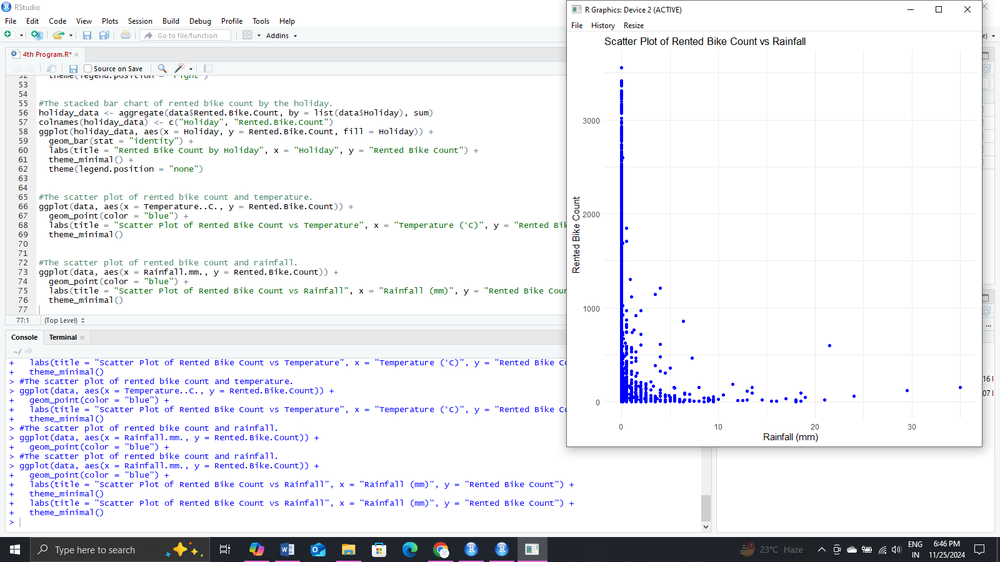 RStudio
File Edit Code View Plots Session Build Debug Profile Tools Help
Go to file/function
Addins
4th Program.R*
Source on Save
52 theme(legend.position = "right")
53
54
55 #The stacked bar chart of rented bike count by the holiday.
56 holiday_data <- aggregate(data$Rented.Bike.Count, by = list(data$Holiday), sum)
57 colnames(holiday_data) <- c("Holiday", "Rented.Bike.Count")
58 ggplot(holiday_data, aes(x = Holiday, y = Rented.Bike.Count, fill = Holiday)) +
59 geom_bar(stat = "identity") +
60 labs(title = "Rented Bike Count by Holiday", x = "Holiday", y = "Rented Bike Count") +
61 theme_minimal() +
62 theme(legend.position = "none")
63
64
65 #The scatter plot of rented bike count and temperature.
66 ggplot(data, aes(x = Temperature..C., y = Rented.Bike.Count)) +
67 geom_point(color = "blue") +
68 labs(title = "Scatter Plot of Rented Bike Count vs Temperature", x = "Temperature (°C)", y = "Rented Bik
69 theme_minimal()
70
71
72 #The scatter plot of rented bike count and rainfall.
73 ggplot(data, aes(x = Rainfall.mm., y = Rented.Bike.Count)) +
74 geom_point(color = "blue") +
75 labs(title = "Scatter Plot of Rented Bike Count vs Rainfall", x = "Rainfall (mm)", y = "Rented Bike Cour
76 theme_minimal()
77
77:1 (Top Level)
Console Terminal
~/
+ labs(title = "Scatter Plot of Rented Bike Count vs Temperature", x = "Temperature (°C)", y = "Rented Bike Co
+ theme_minimal()
> #The scatter plot of rented bike count and temperature.
> ggplot(data, aes(x = Temperature..C., y = Rented.Bike.Count)) +
+ geom_point(color = "blue") +
+ labs(title = "Scatter Plot of Rented Bike Count vs Temperature", x = "Temperature (°C)", y = "Rented Bike Co
+ theme_minimal()
> #The scatter plot of rented bike count and rainfall.
> ggplot(data, aes(x = Rainfall.mm., y = Rented.Bike.Count)) +
+ geom_point(color = "blue") +
> #The scatter plot of rented bike count and rainfall.
> ggplot(data, aes(x = Rainfall.mm., y = Rented.Bike.Count)) +
+ geom_point(color = "blue") +
+ labs(title = "Scatter Plot of Rented Bike Count vs Rainfall", x = "Rainfall (mm)", y = "Rented Bike Count") +
+ theme_minimal()
+ labs(title = "Scatter Plot of Rented Bike Count vs Rainfall", x = "Rainfall (mm)", y = "Rented Bike Count") +
+ theme_minimal()
>
R Graphics: Device 2 (ACTIVE)
File History Resize
Scatter Plot of Rented Bike Count vs Rainfall
3000
2000
1000
0
Rented Bike Count
0 10 20 30
Rainfall (mm)
e)
16 l
07 l
Type here to search
23°C Haze
ENG
IN
6:46 PM
11/25/2024